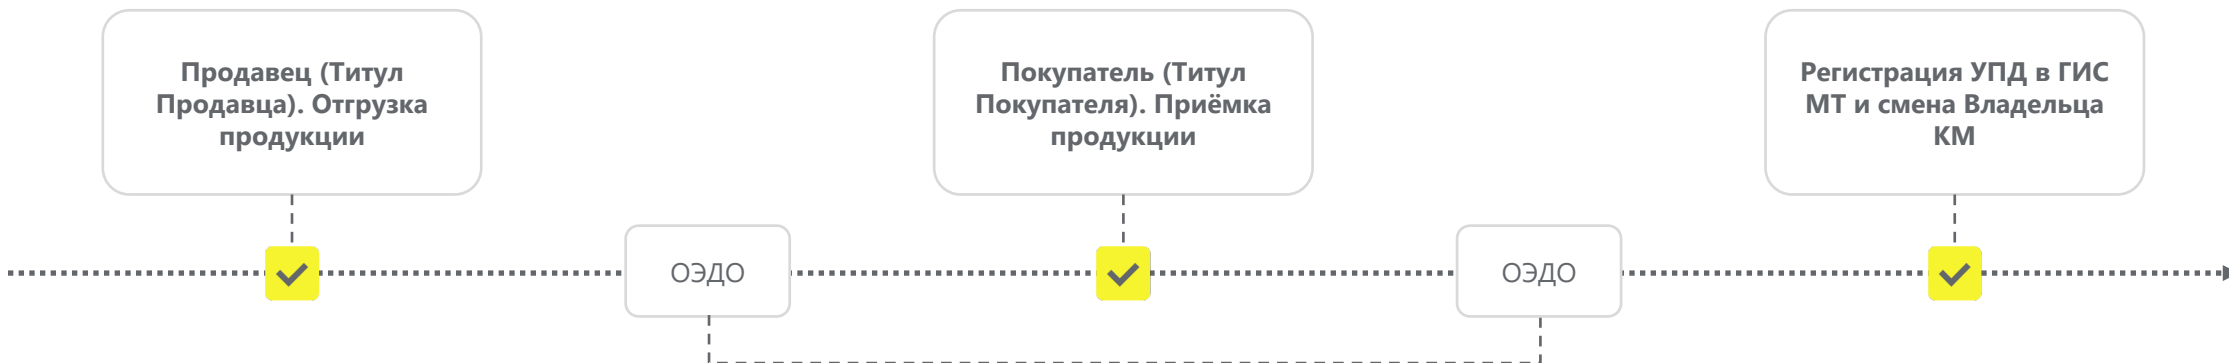 Продавец (Титул
Продавца). Отгрузка
продукции
ОЭДО
Покупатель (Титул
Покупателя). Приёмка
продукции
ОЭДО
Регистрация УПД в ГИС
МТ и смена Владельца
КМ